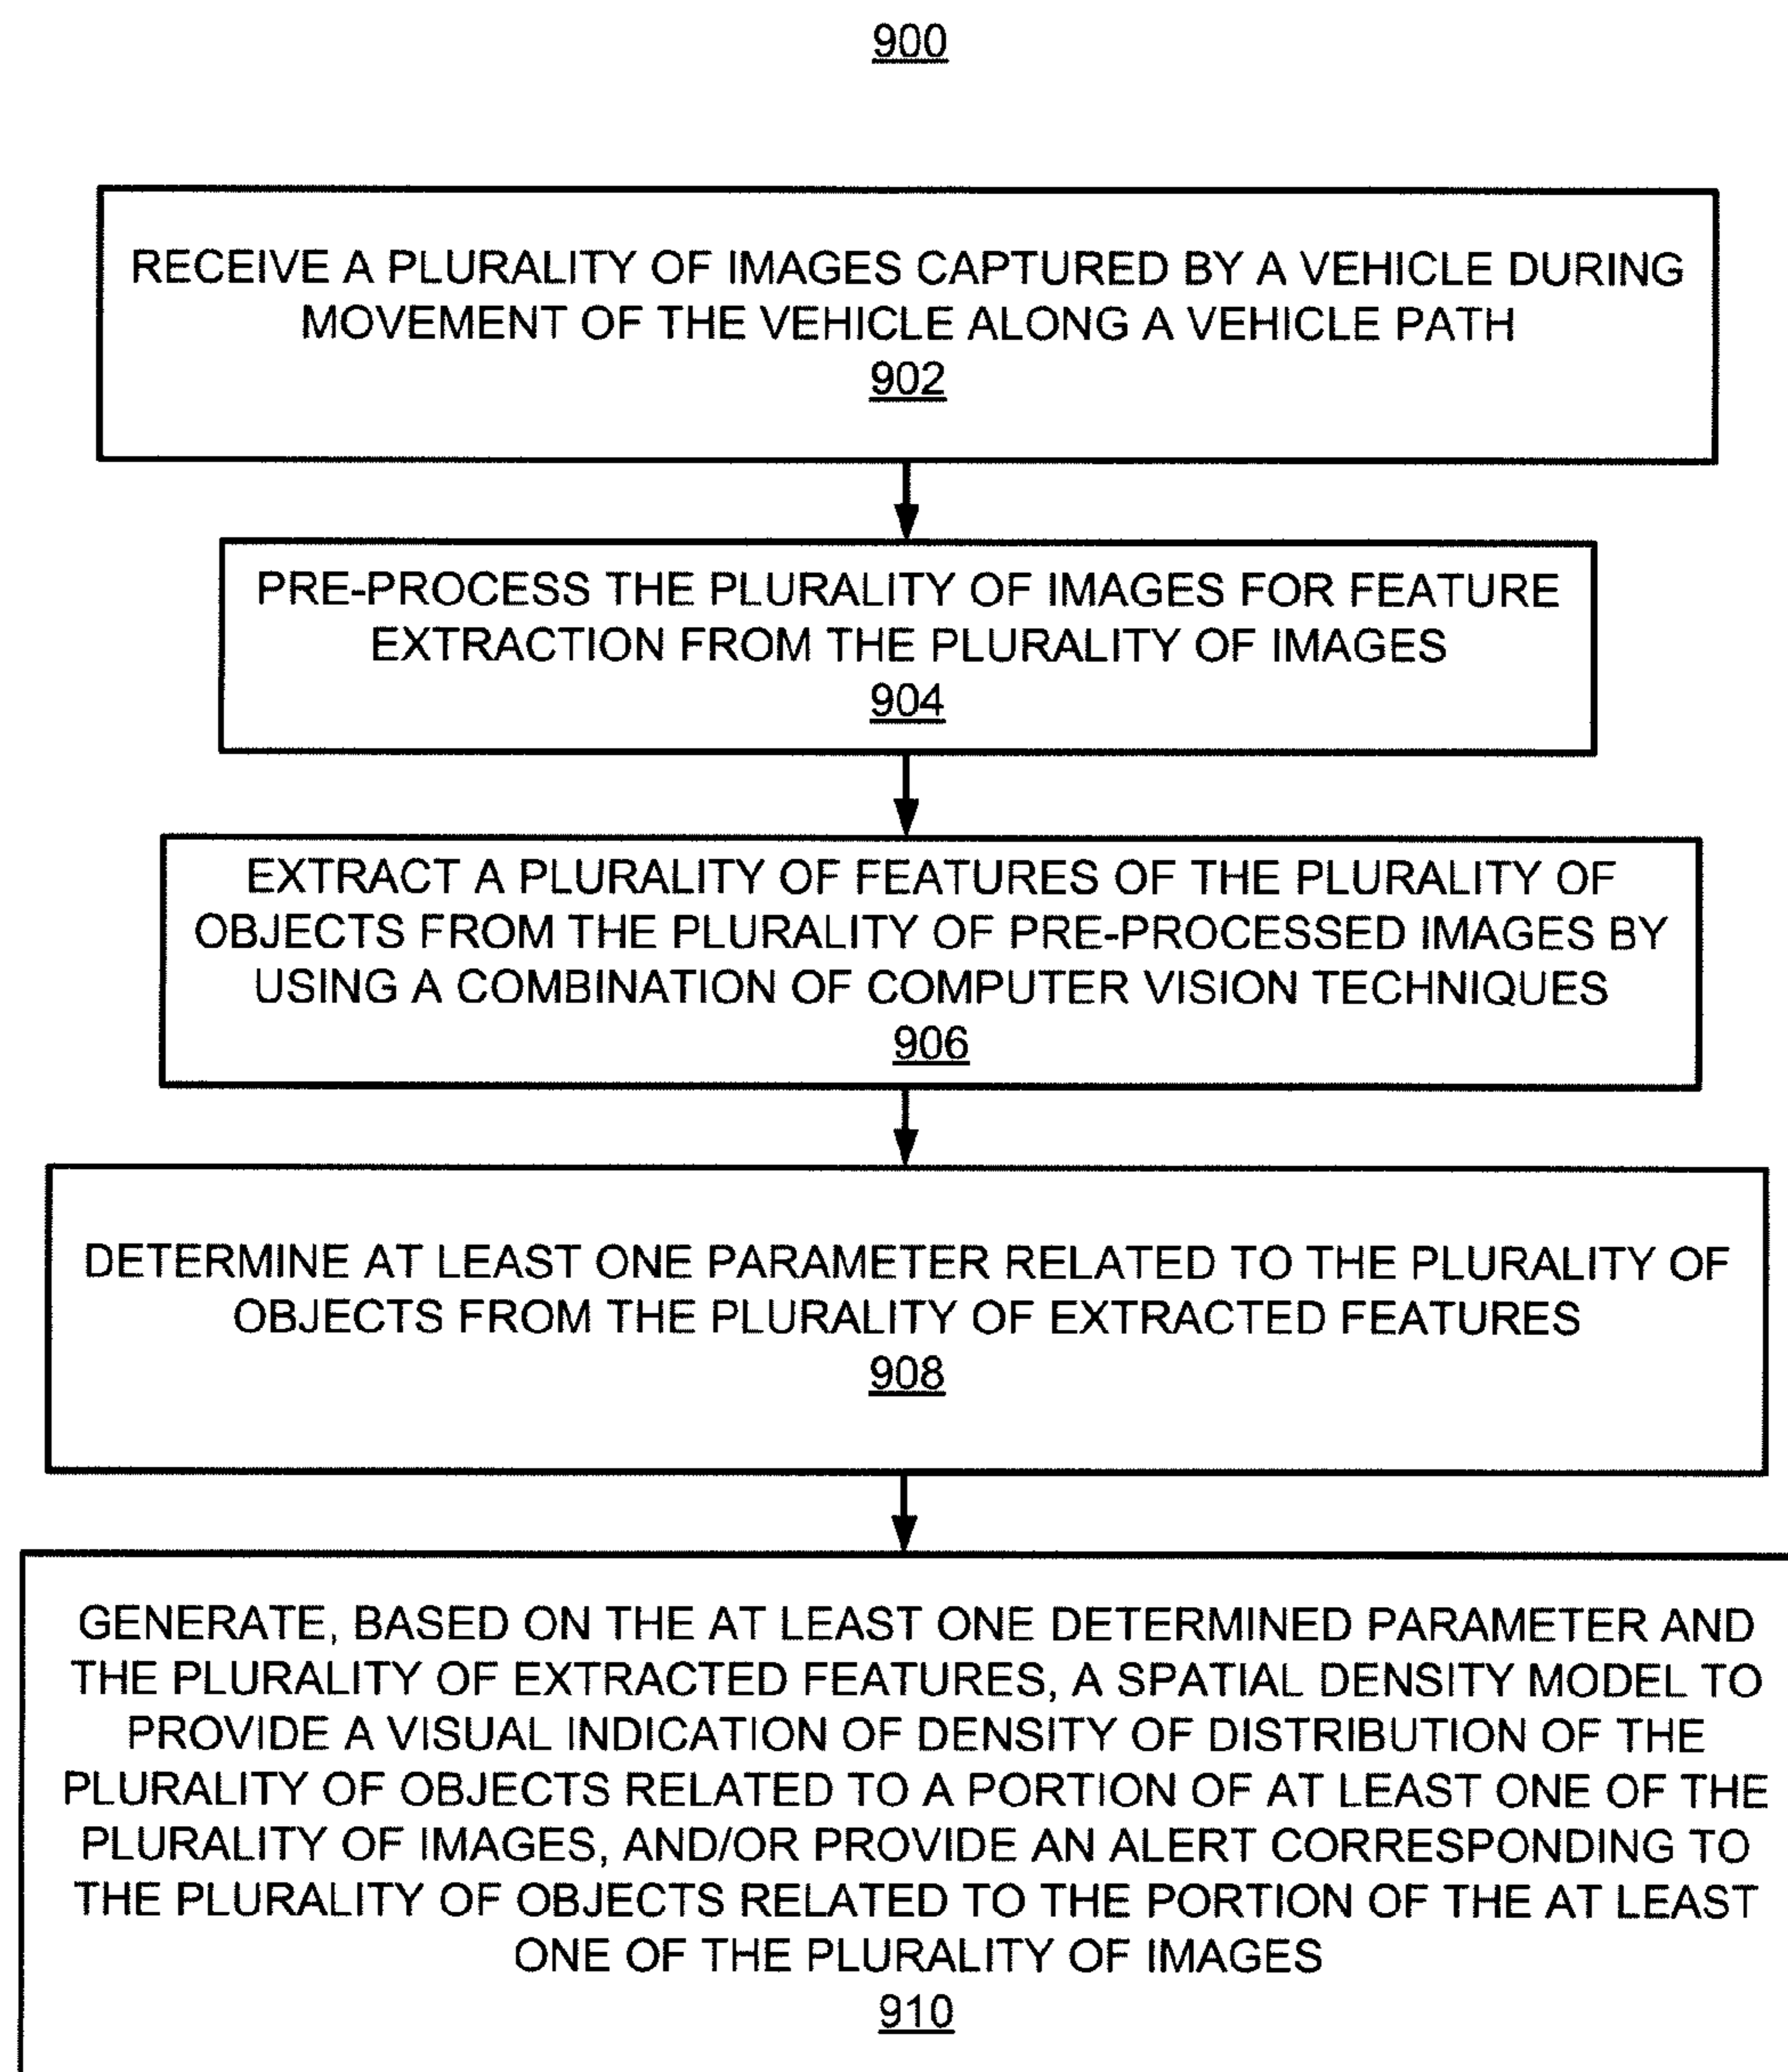 900
RECEIVE A PLURALITY OF IMAGES CAPTURED BY A VEHICLE DURING
MOVEMENT OF THE VEHICLE ALONG A VEHICLE PATH
902
PRE-PROCESS THE PLURALITY OF IMAGES FOR FEATURE
EXTRACTION FROM THE PLURALITY OF IMAGES
904
EXTRACT A PLURALITY OF FEATURES OF THE PLURALITY OF
OBJECTS FROM THE PLURALITY OF PRE-PROCESSED IMAGES BY
USING A COMBINATION OF COMPUTER VISION TECHNIQUES
906
DETERMINE AT LEAST ONE PARAMETER RELATED TO THE PLURALITY OF
OBJECTS FROM THE PLURALITY OF EXTRACTED FEATURES
908
GENERATE, BASED ON THE AT LEAST ONE DETERMINED PARAMETER AND
THE PLURALITY OF EXTRACTED FEATURES, A SPATIAL DENSITY MODEL TO
PROVIDE A VISUAL INDICATION OF DENSITY OF DISTRIBUTION OF THE
PLURALITY OF OBJECTS RELATED TO A PORTION OF AT LEAST ONE OF THE
PLURALITY OF IMAGES, AND/OR PROVIDE AN ALERT CORRESPONDING TO
THE PLURALITY OF OBJECTS RELATED TO THE PORTION OF THE AT LEAST
ONE OF THE PLURALITY OF IMAGES
910